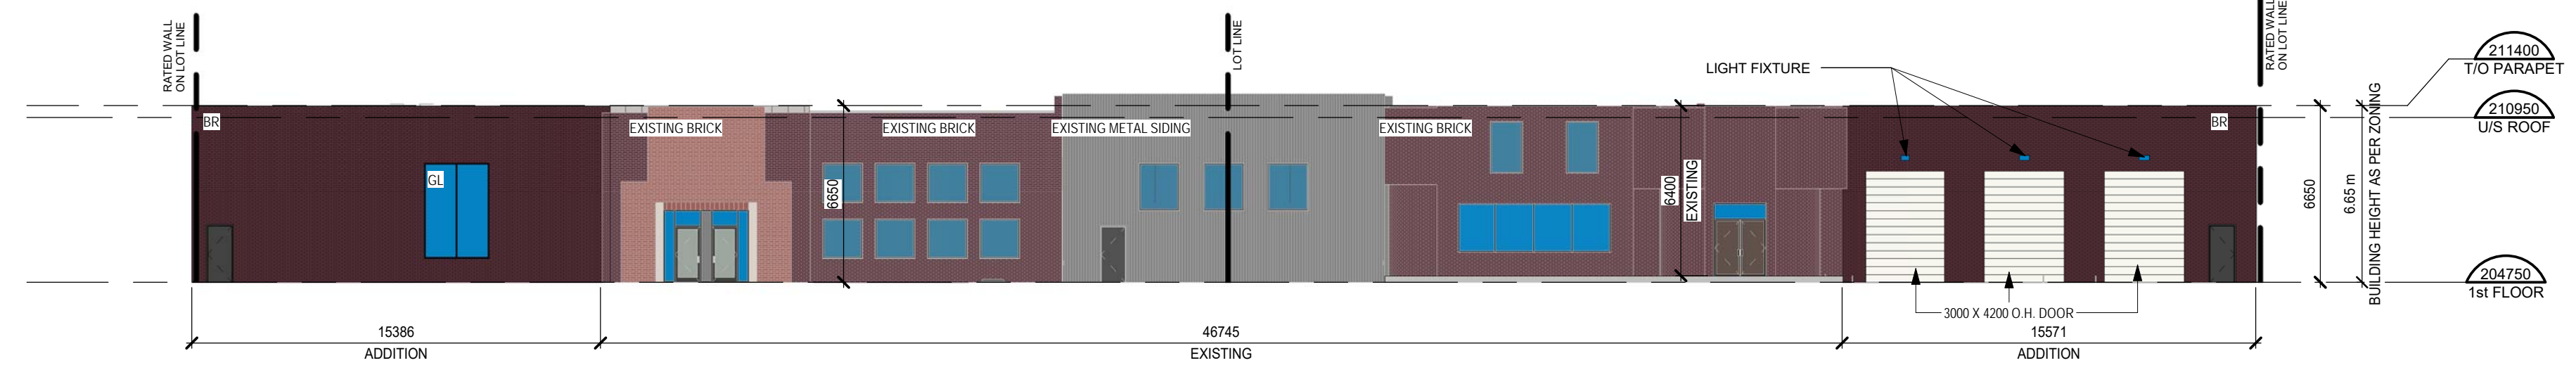 RATED WALL
ON LOT LINE
LOT LINE
RATED WALL
ON LOT LINE
LIGHT FIXTURE
211400
T/O PARAPET
210950
U/S ROOF
BR
EXISTING BRICK
EXISTING BRICK
EXISTING METAL SIDING
EXISTING BRICK
BR
GL
6650
6400
EXISTING
6650
6.65 m
BUILDING HEIGHT AS PER ZONING
204750
1st FLOOR
3000 X 4200 O.H. DOOR
15386
ADDITION
46745
EXISTING
15571
ADDITION